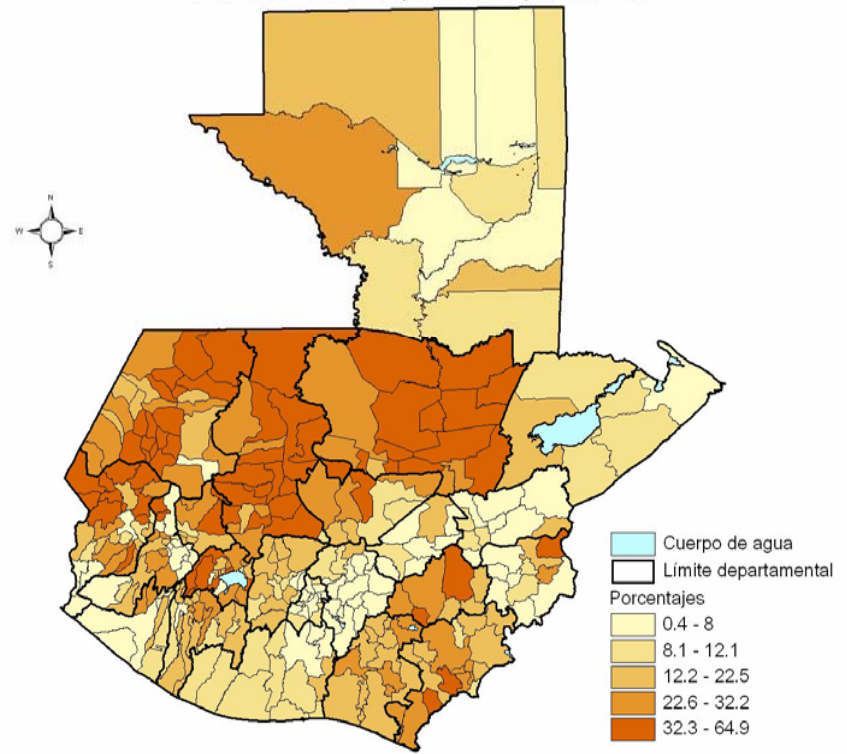 N
W E
S
Cuerpo de agua
Límite departamental
Porcentajes
0.4 - 8
8.1 - 12.1
12.2 - 22.5
22.6 - 32.2
32.3 - 64.9